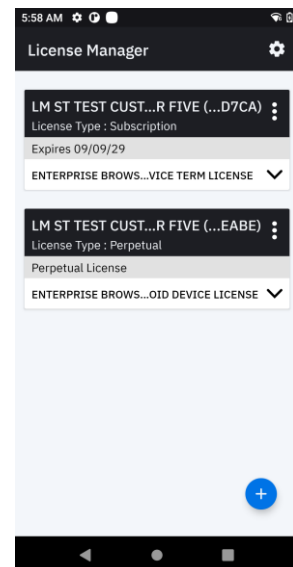 5:58 AM
License Manager
LM ST TEST CUST...R FIVE (...D7CA)
License Type : Subscription
Expires 09/09/29
ENTERPRISE BROWS...VICE TERM LICENSE
LM ST TEST CUST...R FIVE (...EABE)
License Type : Perpetual
Perpetual License
ENTERPRISE BROWS...OID DEVICE LICENSE